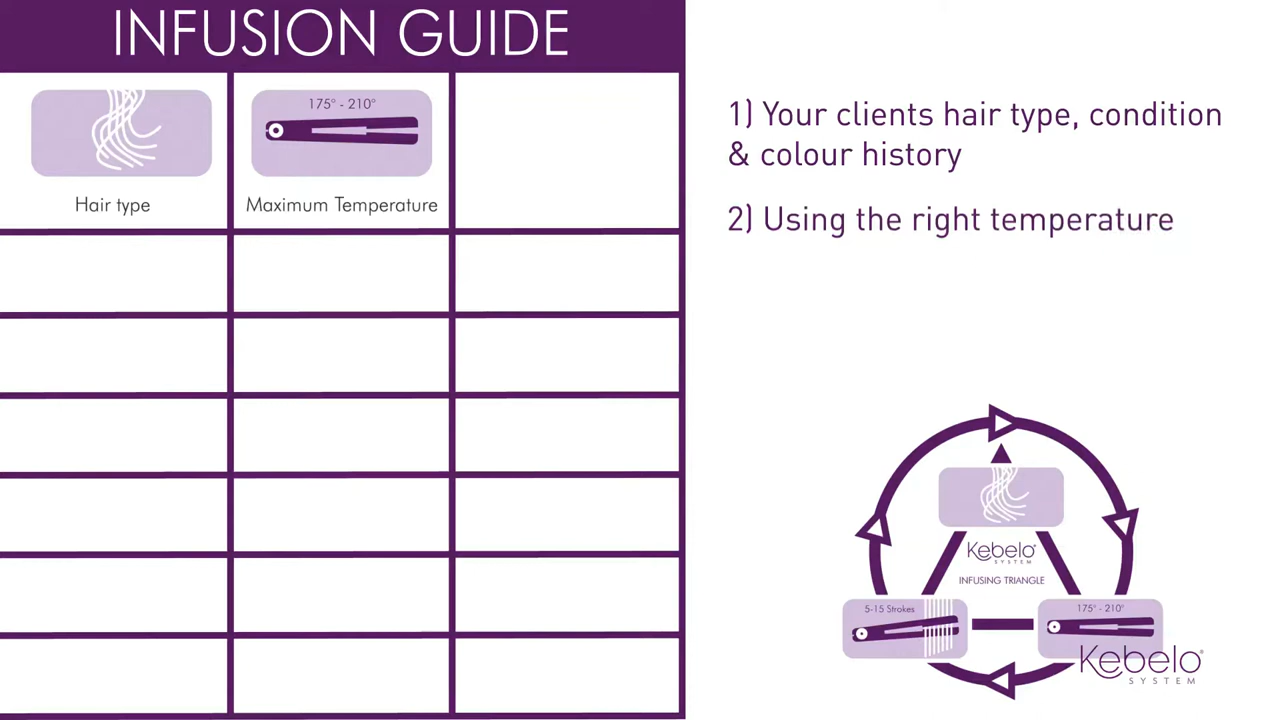 INFUSION GUIDE
175° - 210°
Hair type
Maximum Temperature
1) Your clients hair type, condition
& colour history
2) Using the right temperature
Kebelo®
SYSTEM
INFUSING TRIANGLE
5-15 Strokes
175° - 210°
Kebelo®
SYSTEM